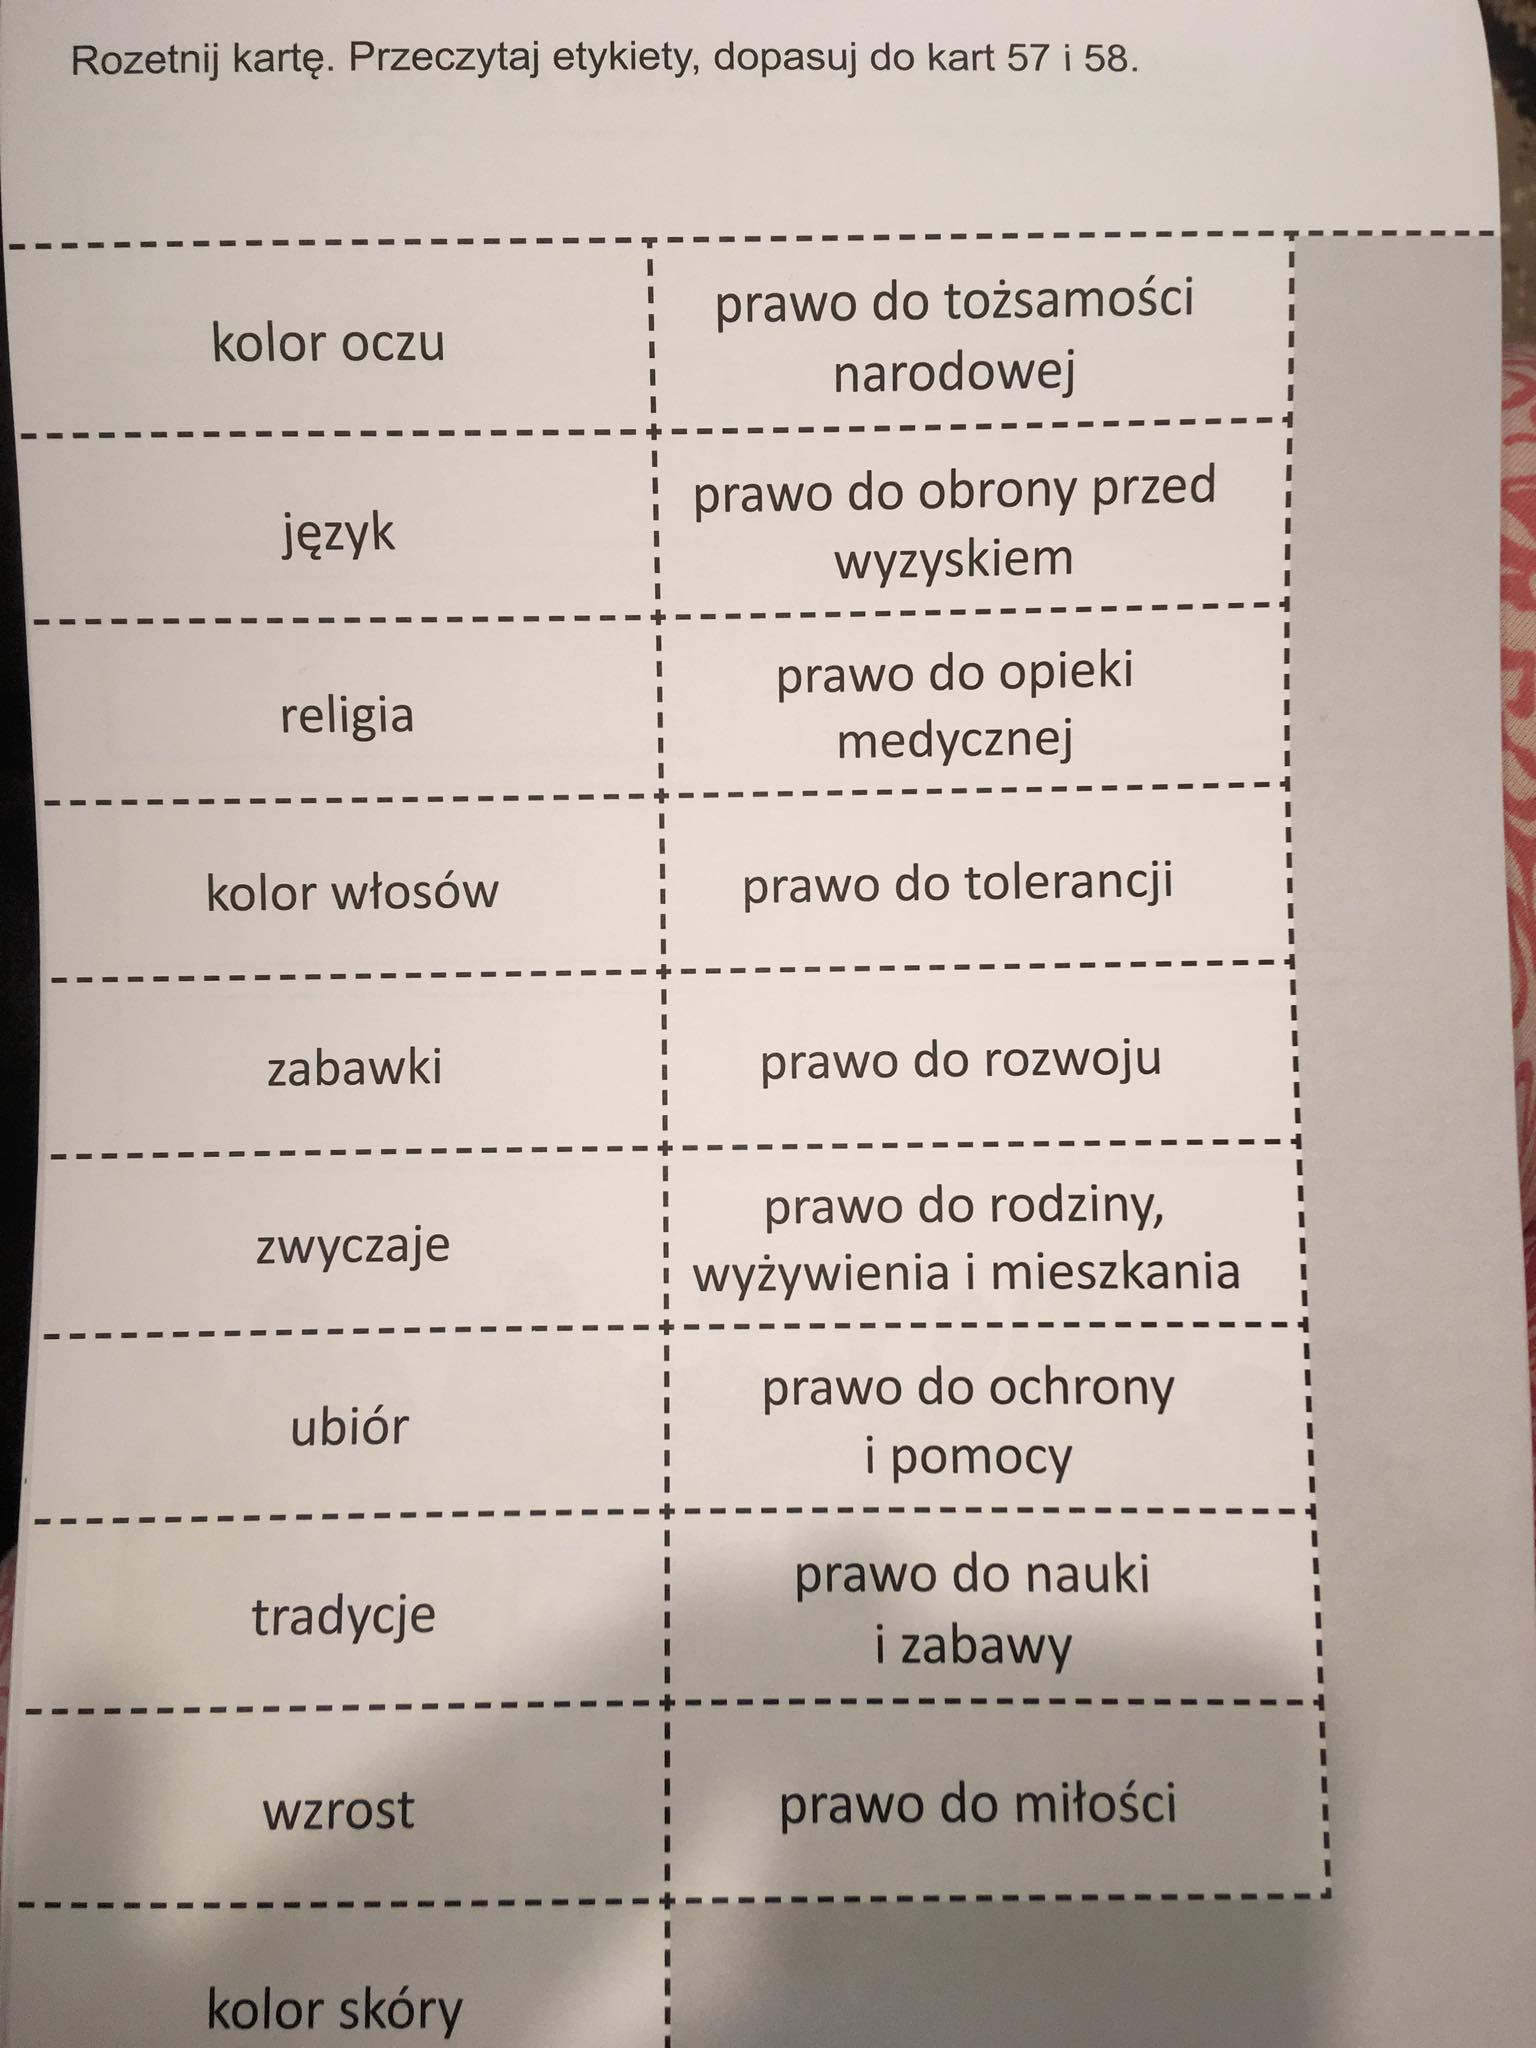 Rozetnij kartę. Przeczytaj etykiety, dopasuj do kart 57 i 58.
kolor oczu
prawo do tożsamości
narodowej
język
prawo do obrony przed
wyzyskiem
religia
prawo do opieki
medycznej
kolor włosów
prawo do tolerancji
zabawki
prawo do rozwoju
zwyczaje
prawo do rodziny,
wyżywienia i mieszkania
ubiór
prawo do ochrony
i pomocy
tradycje
prawo do nauki
i zabawy
wzrost
prawo do miłości
kolor skóry